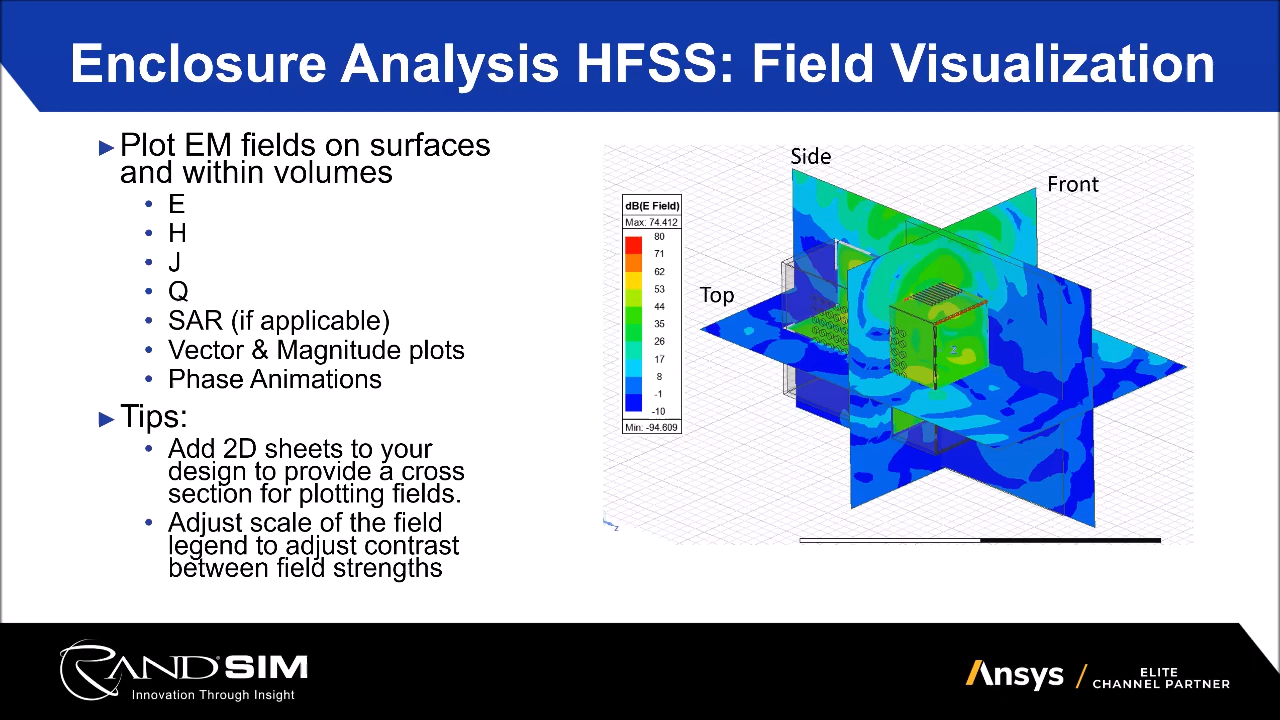 Enclosure Analysis HFSS: Field Visualization
►Plot EM fields on surfaces
and within volumes
• E
• H
• J
• Q
• SAR (if applicable)
• Vector & Magnitude plots
• Phase Animations
►Tips:
• Add 2D sheets to your
design to provide a cross
section for plotting fields.
• Adjust scale of the field
legend to adjust contrast
between field strengths
Side
Front
Top
dB(E Field)
Max: 74.412
80
71
62
53
44
35
26
17
8
-1
-10
Min: -94.609
z
RAND SIM
Innovation Through Insight
Ansys / ELITE
CHANNEL PARTNER